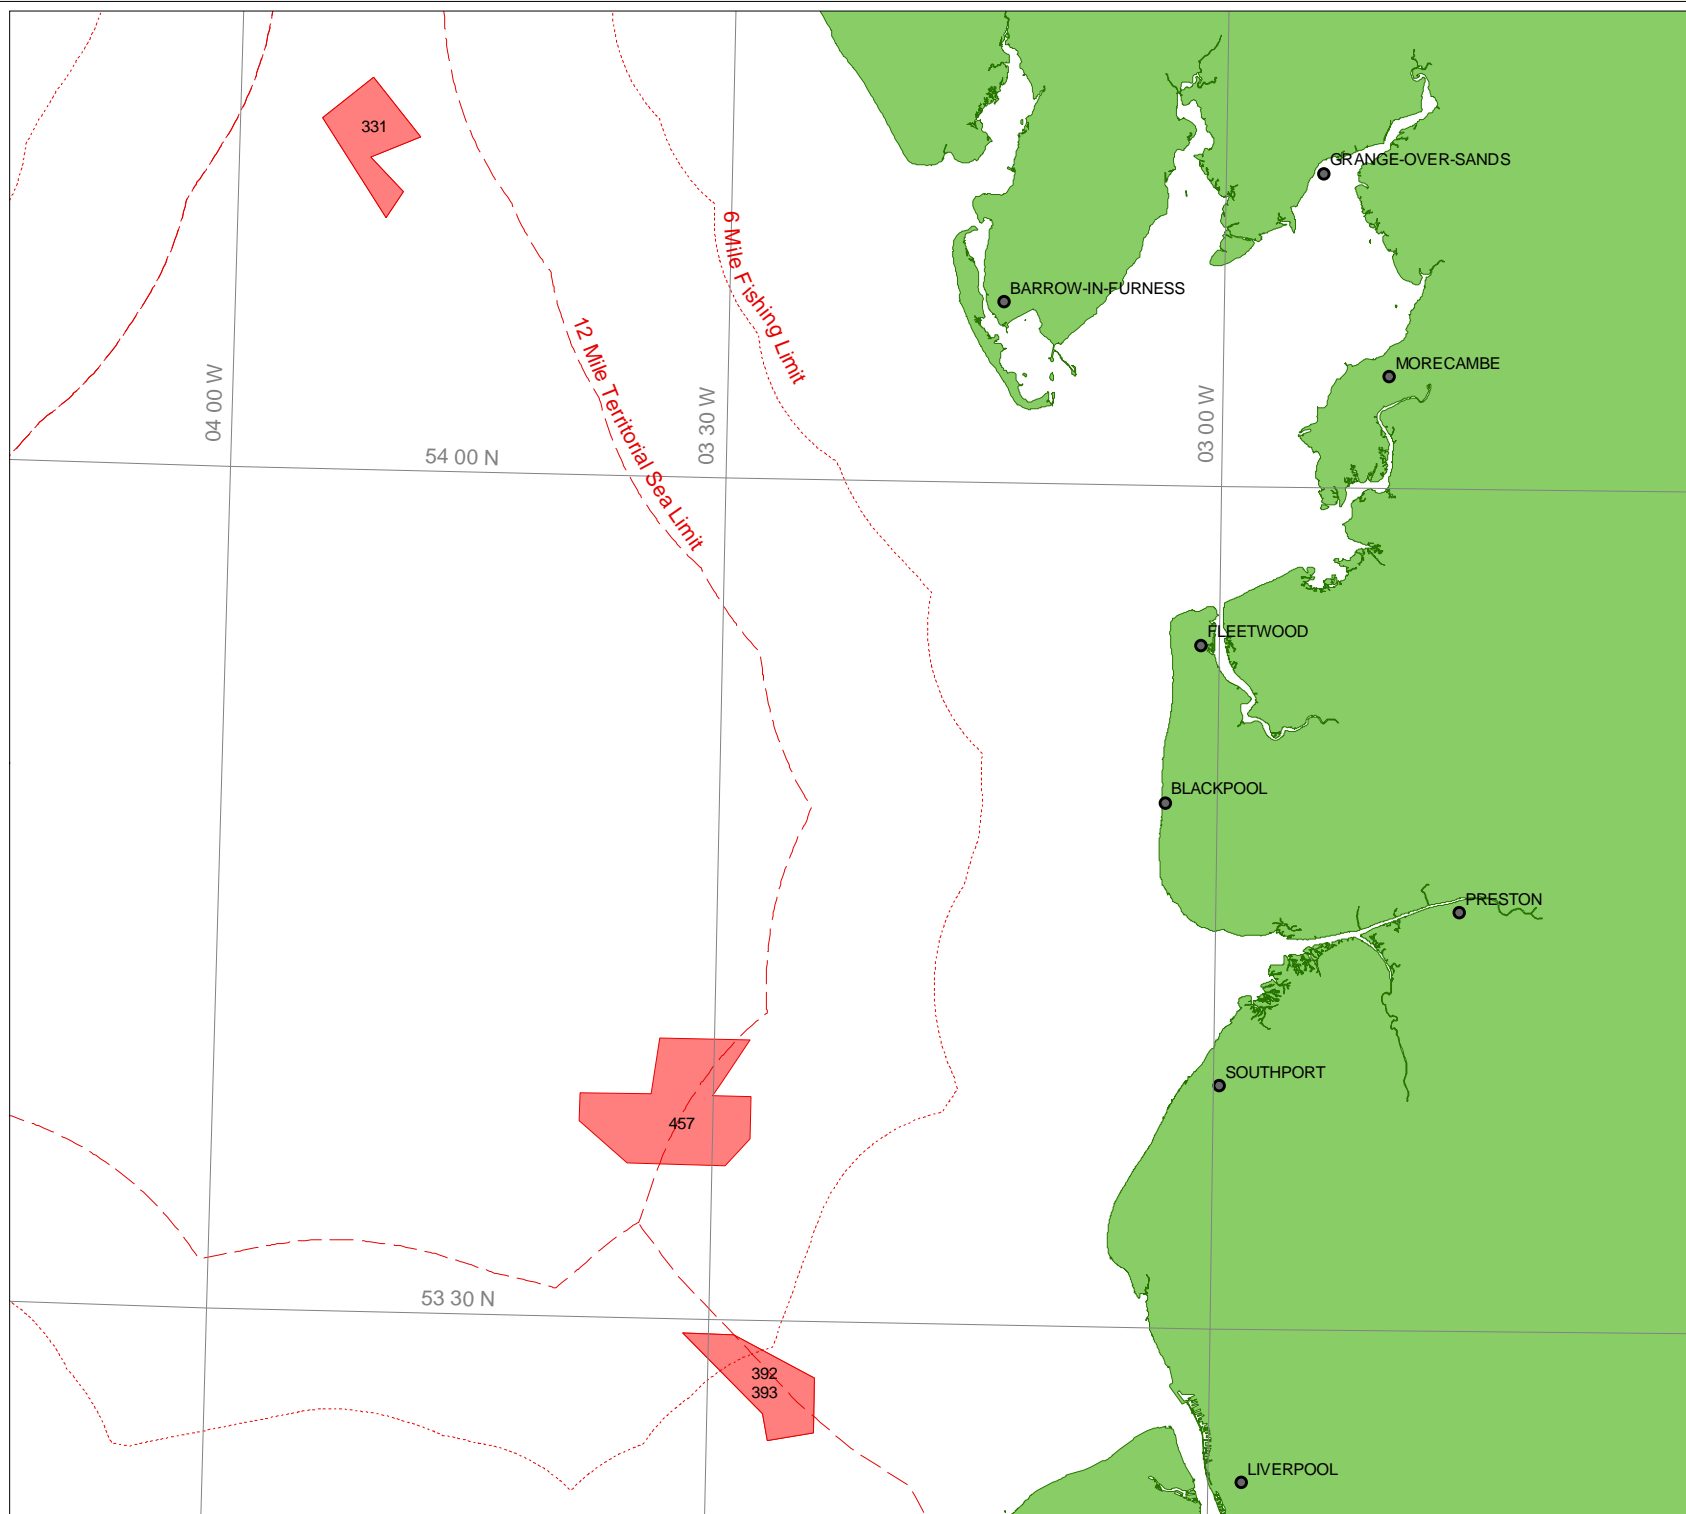 331
GRANGE-OVER-SANDS
6 Mile Fishing Limit
BARROW-IN-FURNESS
12 Mile Territorial Sea Limit
MORECAMBE
04 00 W
03 30 W
03 00 W
54 00 N
FLEETWOOD
BLACKPOOL
PRESTON
SOUTHPORT
457
53 30 N
392
393
LIVERPOOL